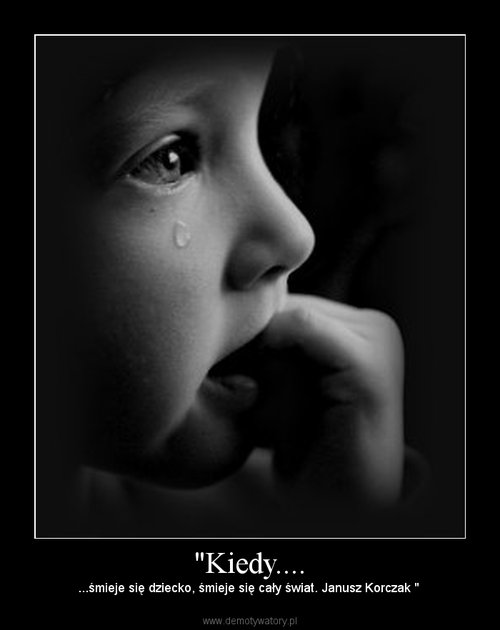 "Kiedy....
...śmieje się dziecko, śmieje się cały świat. Janusz Korczak "
www.demotywatory.pl